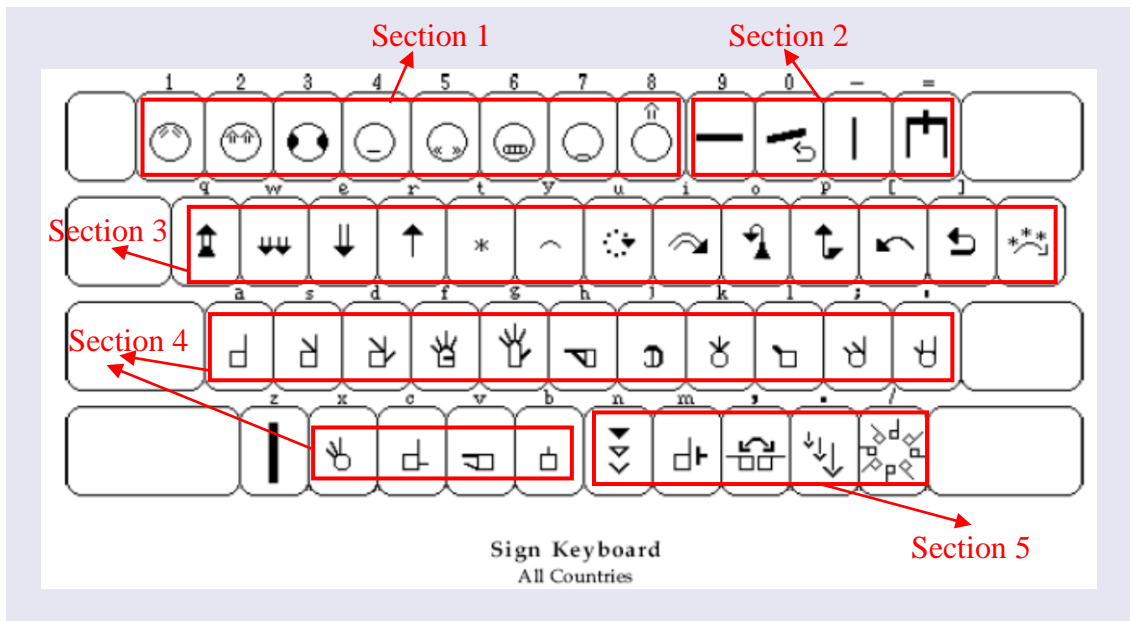 Section 1 Section 2
1 2 3 4 5 6 7 8 9 0 – =
q w e r t y u i o p [ ]
Section 3
a s d f g h j k l ; '
Section 4
z x c v b n m , . /
Sign Keyboard
All Countries
Section 5